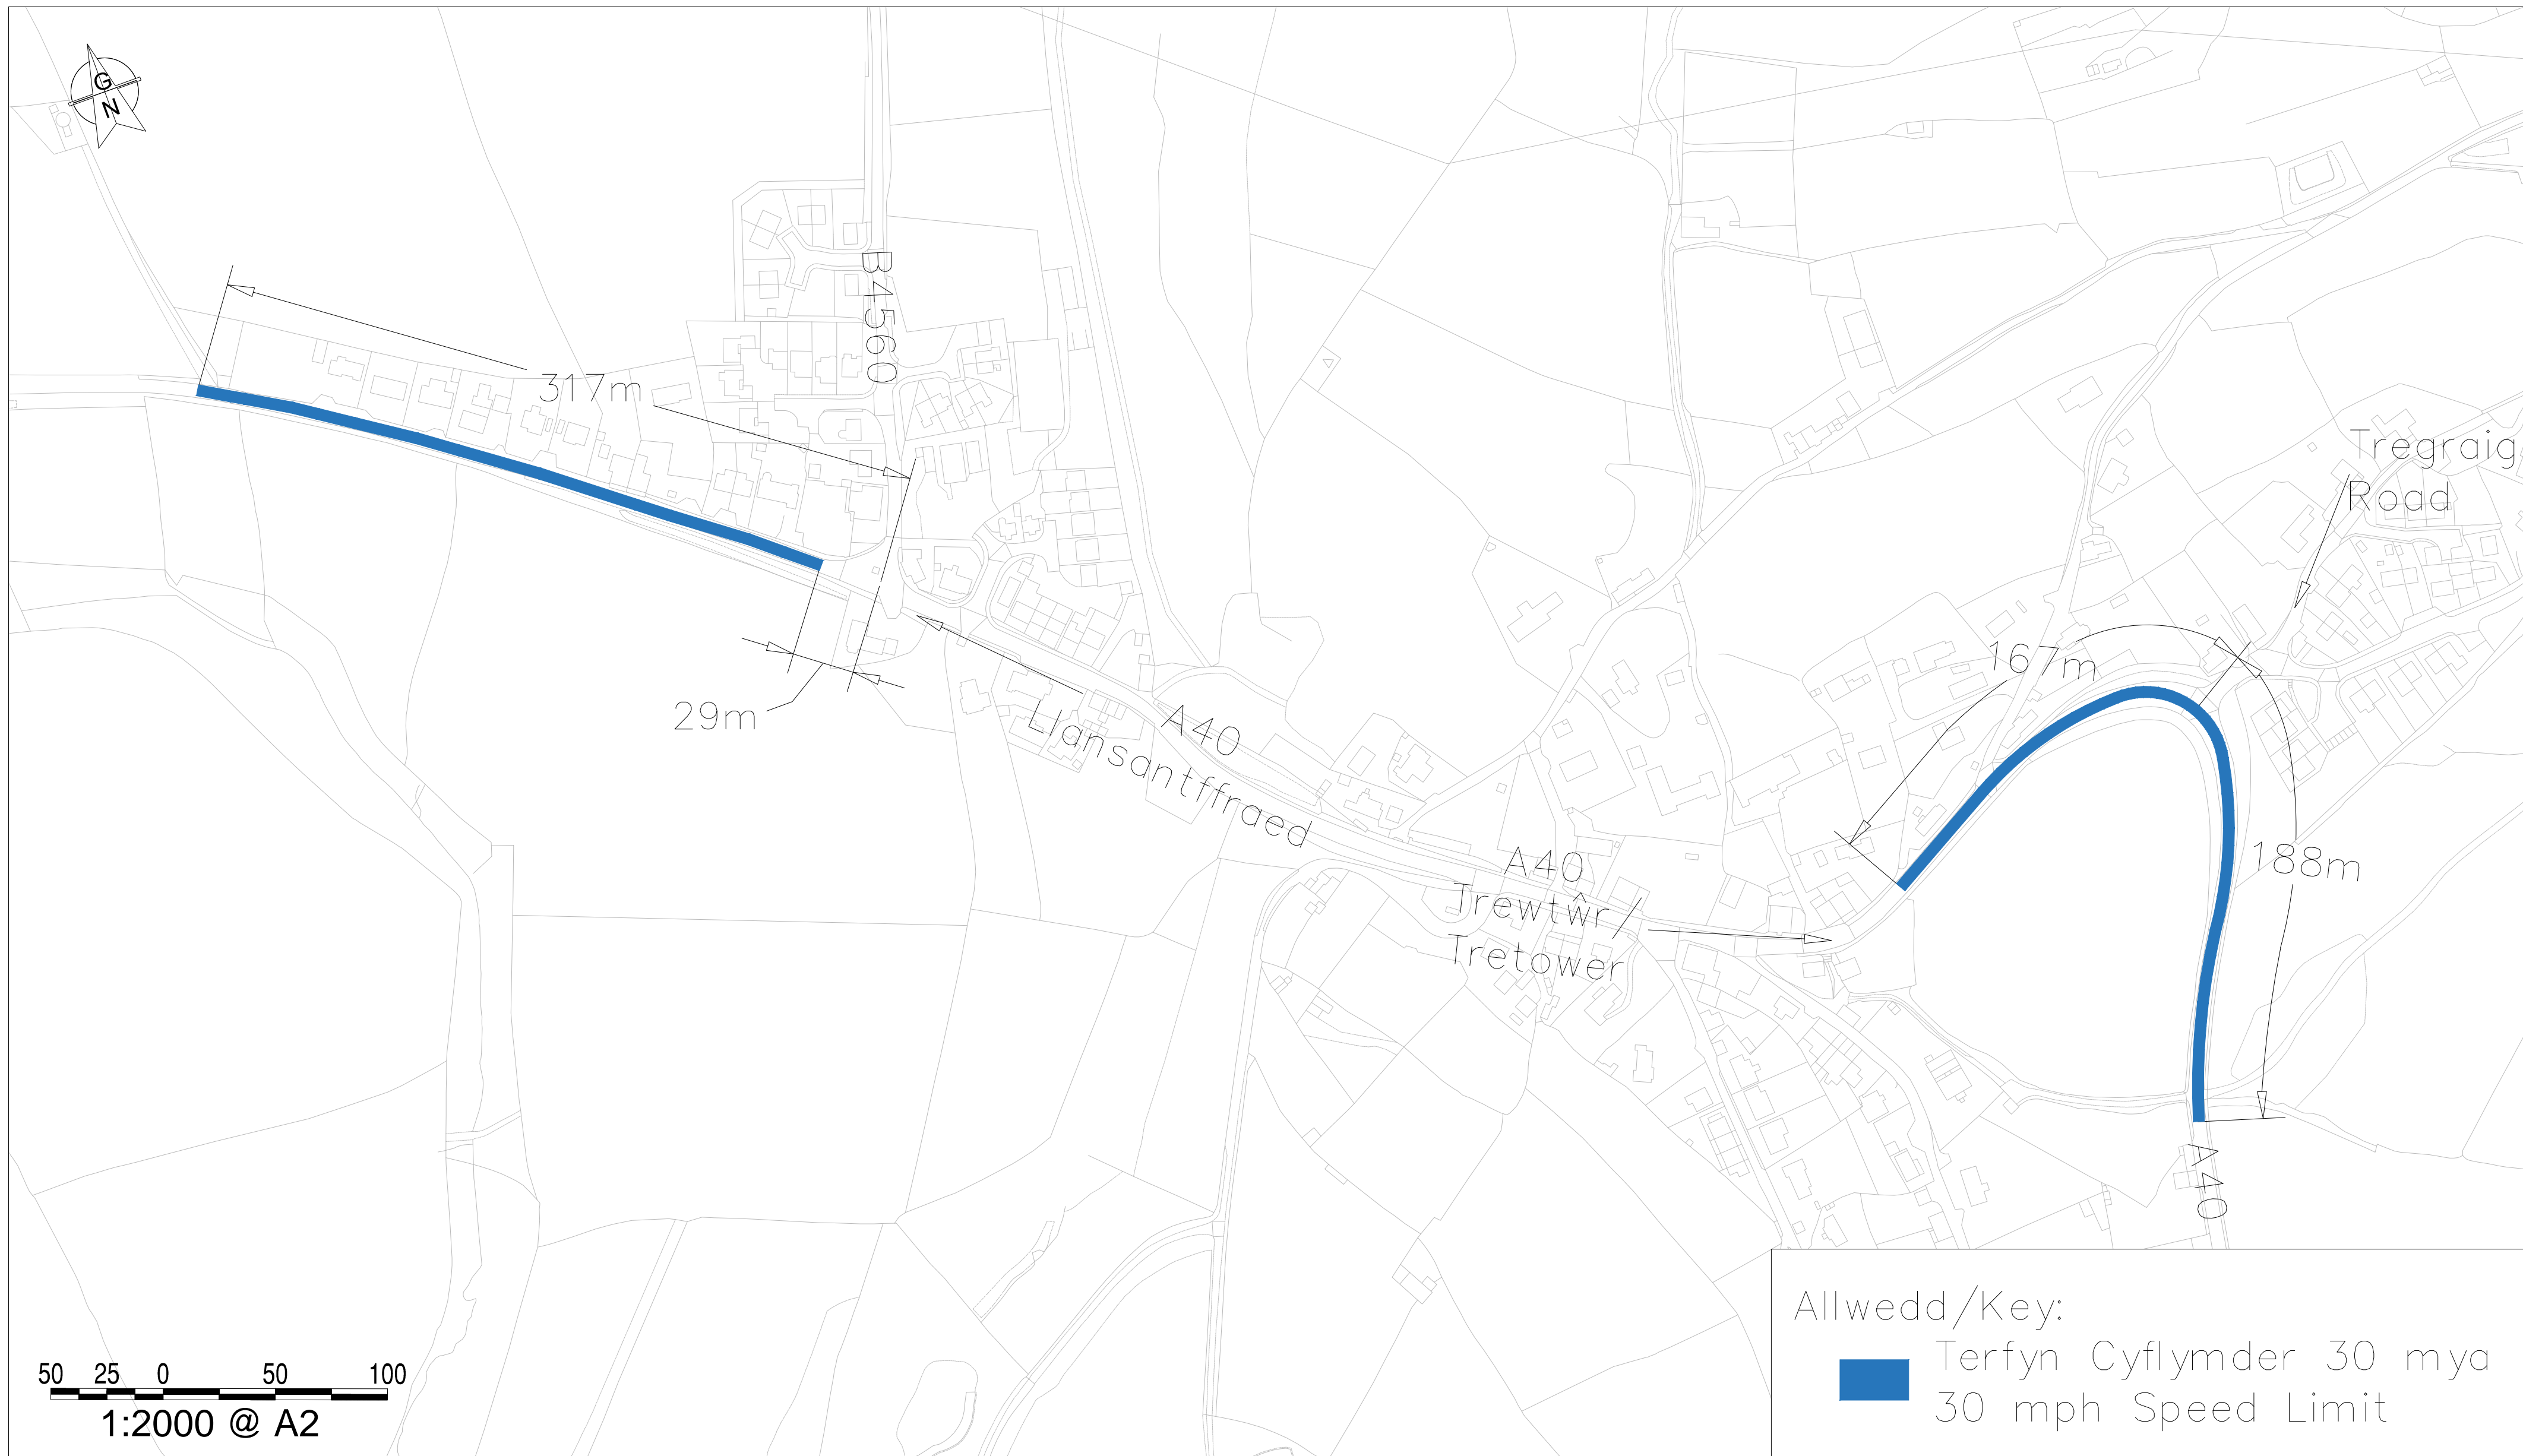 G
N
B4560
317m
29m
A40
Llansantffraed
A40
Trewtŵr /
Tretower
167m
188m
Tregraig
Road
A40
50 25 0 50 100
1:2000 @ A2
Allwedd/Key:
Terfyn Cyflymder 30 mya
30 mph Speed Limit